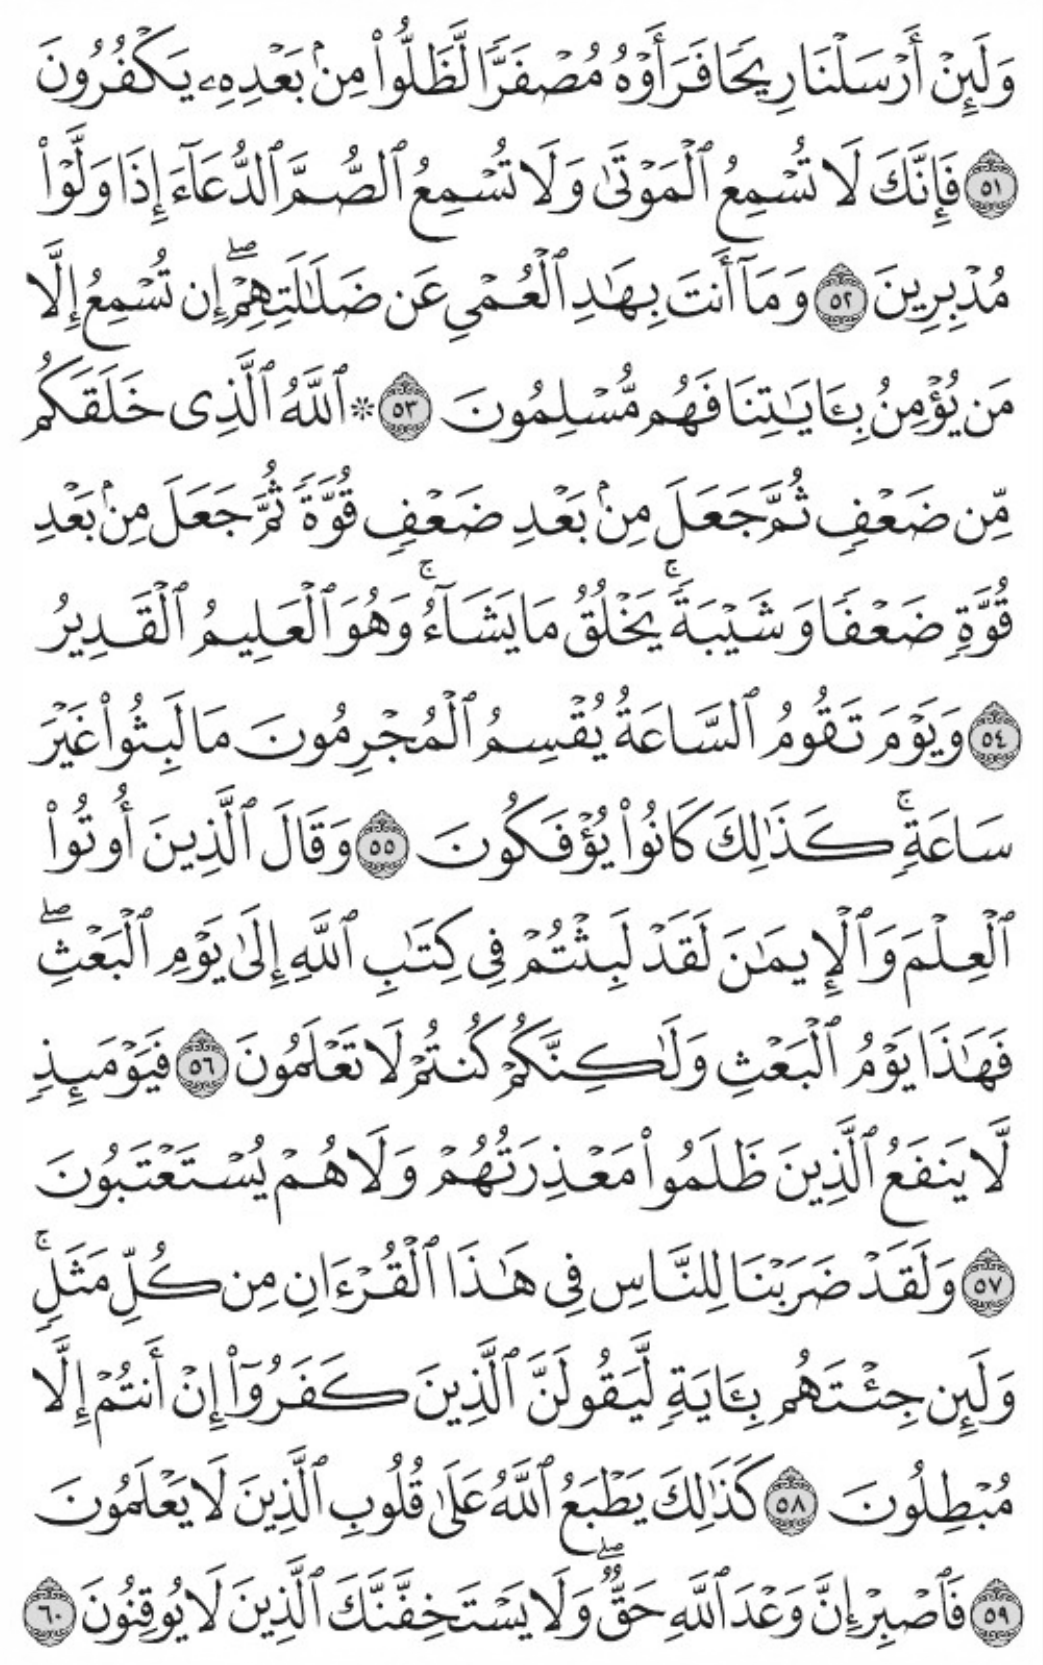 وَلَئِنۡ أَرۡسَلۡنَا رِيحٗا فَرَأَوۡهُ مُصۡفَرّٗا لَّظَلُّواْ مِنۢ بَعۡدِهِۦ يَكۡفُرُونَ
٥١ فَإِنَّكَ لَا تُسۡمِعُ ٱلۡمَوۡتَىٰ وَلَا تُسۡمِعُ ٱلصُّمَّ ٱلدُّعَآءَ إِذَا وَلَّوۡاْ
مُدۡبِرِينَ ٥٢ وَمَآ أَنتَ بِهَٰدِ ٱلۡعُمۡيِ عَن ضَلَٰلَتِهِمۡۖ إِن تُسۡمِعُ إِلَّا
مَن يُؤۡمِنُ بِـَٔايَٰتِنَا فَهُم مُّسۡلِمُونَ ٥٣ ۞ ٱللَّهُ ٱلَّذِي خَلَقَكُم
مِّن ضَعۡفٖ ثُمَّ جَعَلَ مِنۢ بَعۡدِ ضَعۡفٖ قُوَّةٗ ثُمَّ جَعَلَ مِنۢ بَعۡدِ
قُوَّةٖ ضَعۡفٗا وَشَيۡبَةٗۚ يَخۡلُقُ مَا يَشَآءُۚ وَهُوَ ٱلۡعَلِيمُ ٱلۡقَدِيرُ
٥٤ وَيَوۡمَ تَقُومُ ٱلسَّاعَةُ يُقۡسِمُ ٱلۡمُجۡرِمُونَ مَا لَبِثُواْ غَيۡرَ
سَاعَةٖۚ كَذَٰلِكَ كَانُواْ يُؤۡفَكُونَ ٥٥ وَقَالَ ٱلَّذِينَ أُوتُواْ
ٱلۡعِلۡمَ وَٱلۡإِيمَٰنَ لَقَدۡ لَبِثۡتُمۡ فِي كِتَٰبِ ٱللَّهِ إِلَىٰ يَوۡمِ ٱلۡبَعۡثِۖ
فَهَٰذَا يَوۡمُ ٱلۡبَعۡثِ وَلَٰكِنَّكُمۡ كُنتُمۡ لَا تَعۡلَمُونَ ٥٦ فَيَوۡمَئِذٖ
لَّا يَنفَعُ ٱلَّذِينَ ظَلَمُواْ مَعۡذِرَتُهُمۡ وَلَا هُمۡ يُسۡتَعۡتَبُونَ
٥٧ وَلَقَدۡ ضَرَبۡنَا لِلنَّاسِ فِي هَٰذَا ٱلۡقُرۡءَانِ مِن كُلِّ مَثَلٖۚ
وَلَئِن جِئۡتَهُم بِـَٔايَةٖ لَّيَقُولَنَّ ٱلَّذِينَ كَفَرُوٓاْ إِنۡ أَنتُمۡ إِلَّا
مُبۡطِلُونَ ٥٨ كَذَٰلِكَ يَطۡبَعُ ٱللَّهُ عَلَىٰ قُلُوبِ ٱلَّذِينَ لَا يَعۡلَمُونَ
٥٩ فَٱصۡبِرۡ إِنَّ وَعۡدَ ٱللَّهِ حَقّٞۖ وَلَا يَسۡتَخِفَّنَّكَ ٱلَّذِينَ لَا يُوقِنُونَ ٦٠